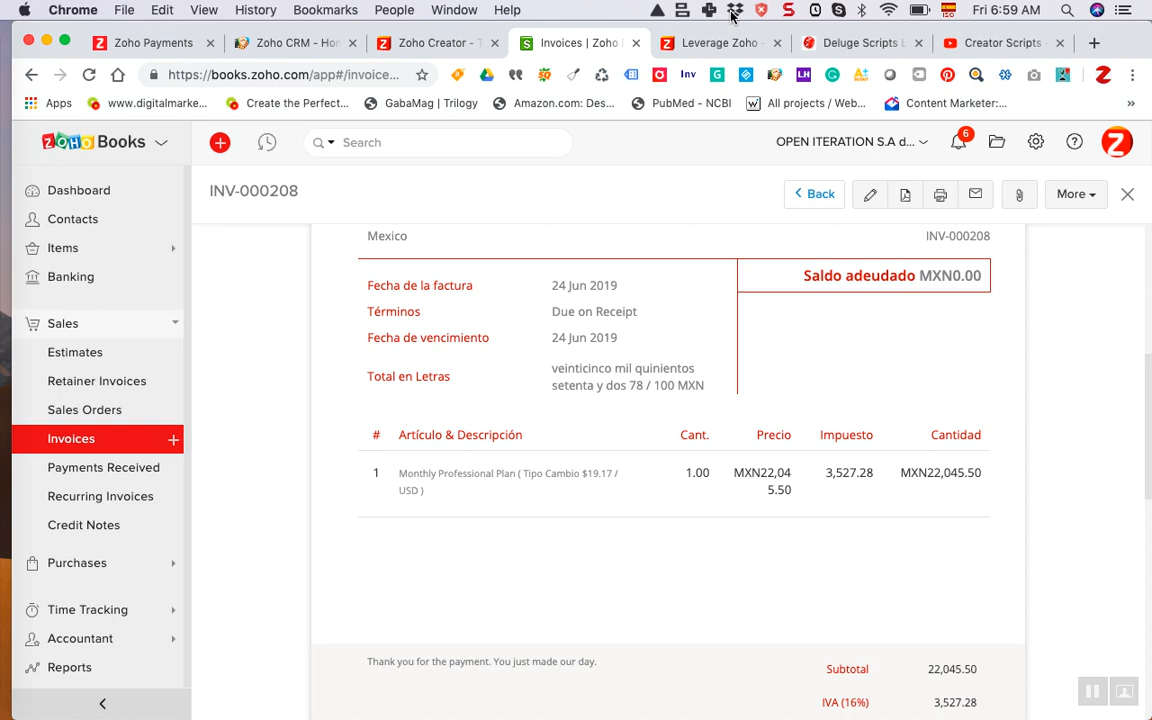 Chrome File Edit View History Bookmarks People Window Help Fri 6:59 AM
Zoho Payments Zoho CRM - Hon Zoho Creator - T Invoices | Zoho Leverage Zoho - Deluge Scripts L Creator Scripts -
https://books.zoho.com/app#/invoice...
Apps www.digitalmarke... Create the Perfect... GabaMag | Trilogy Amazon.com: Des... PubMed - NCBI All projects / Web... Content Marketer:...
ZOHO Books Search OPEN ITERATION S.A d... 6
INV-000208 Back More
Dashboard
Contacts
Items
Banking
Sales
Estimates
Retainer Invoices
Sales Orders
Invoices
Payments Received
Recurring Invoices
Credit Notes
Purchases
Time Tracking
Accountant
Reports
Mexico INV-000208
Saldo adeudado MXN0.00
Fecha de la factura 24 Jun 2019
Términos Due on Receipt
Fecha de vencimiento 24 Jun 2019
Total en Letras veinticinco mil quinientos
setenta y dos 78 / 100 MXN
# Artículo & Descripción Cant. Precio Impuesto Cantidad
1 Monthly Professional Plan ( Tipo Cambio $19.17 / 1.00 MXN22,04 3,527.28 MXN22,045.50
USD ) 5.50
Thank you for the payment. You just made our day.
Subtotal 22,045.50
IVA (16%) 3,527.28